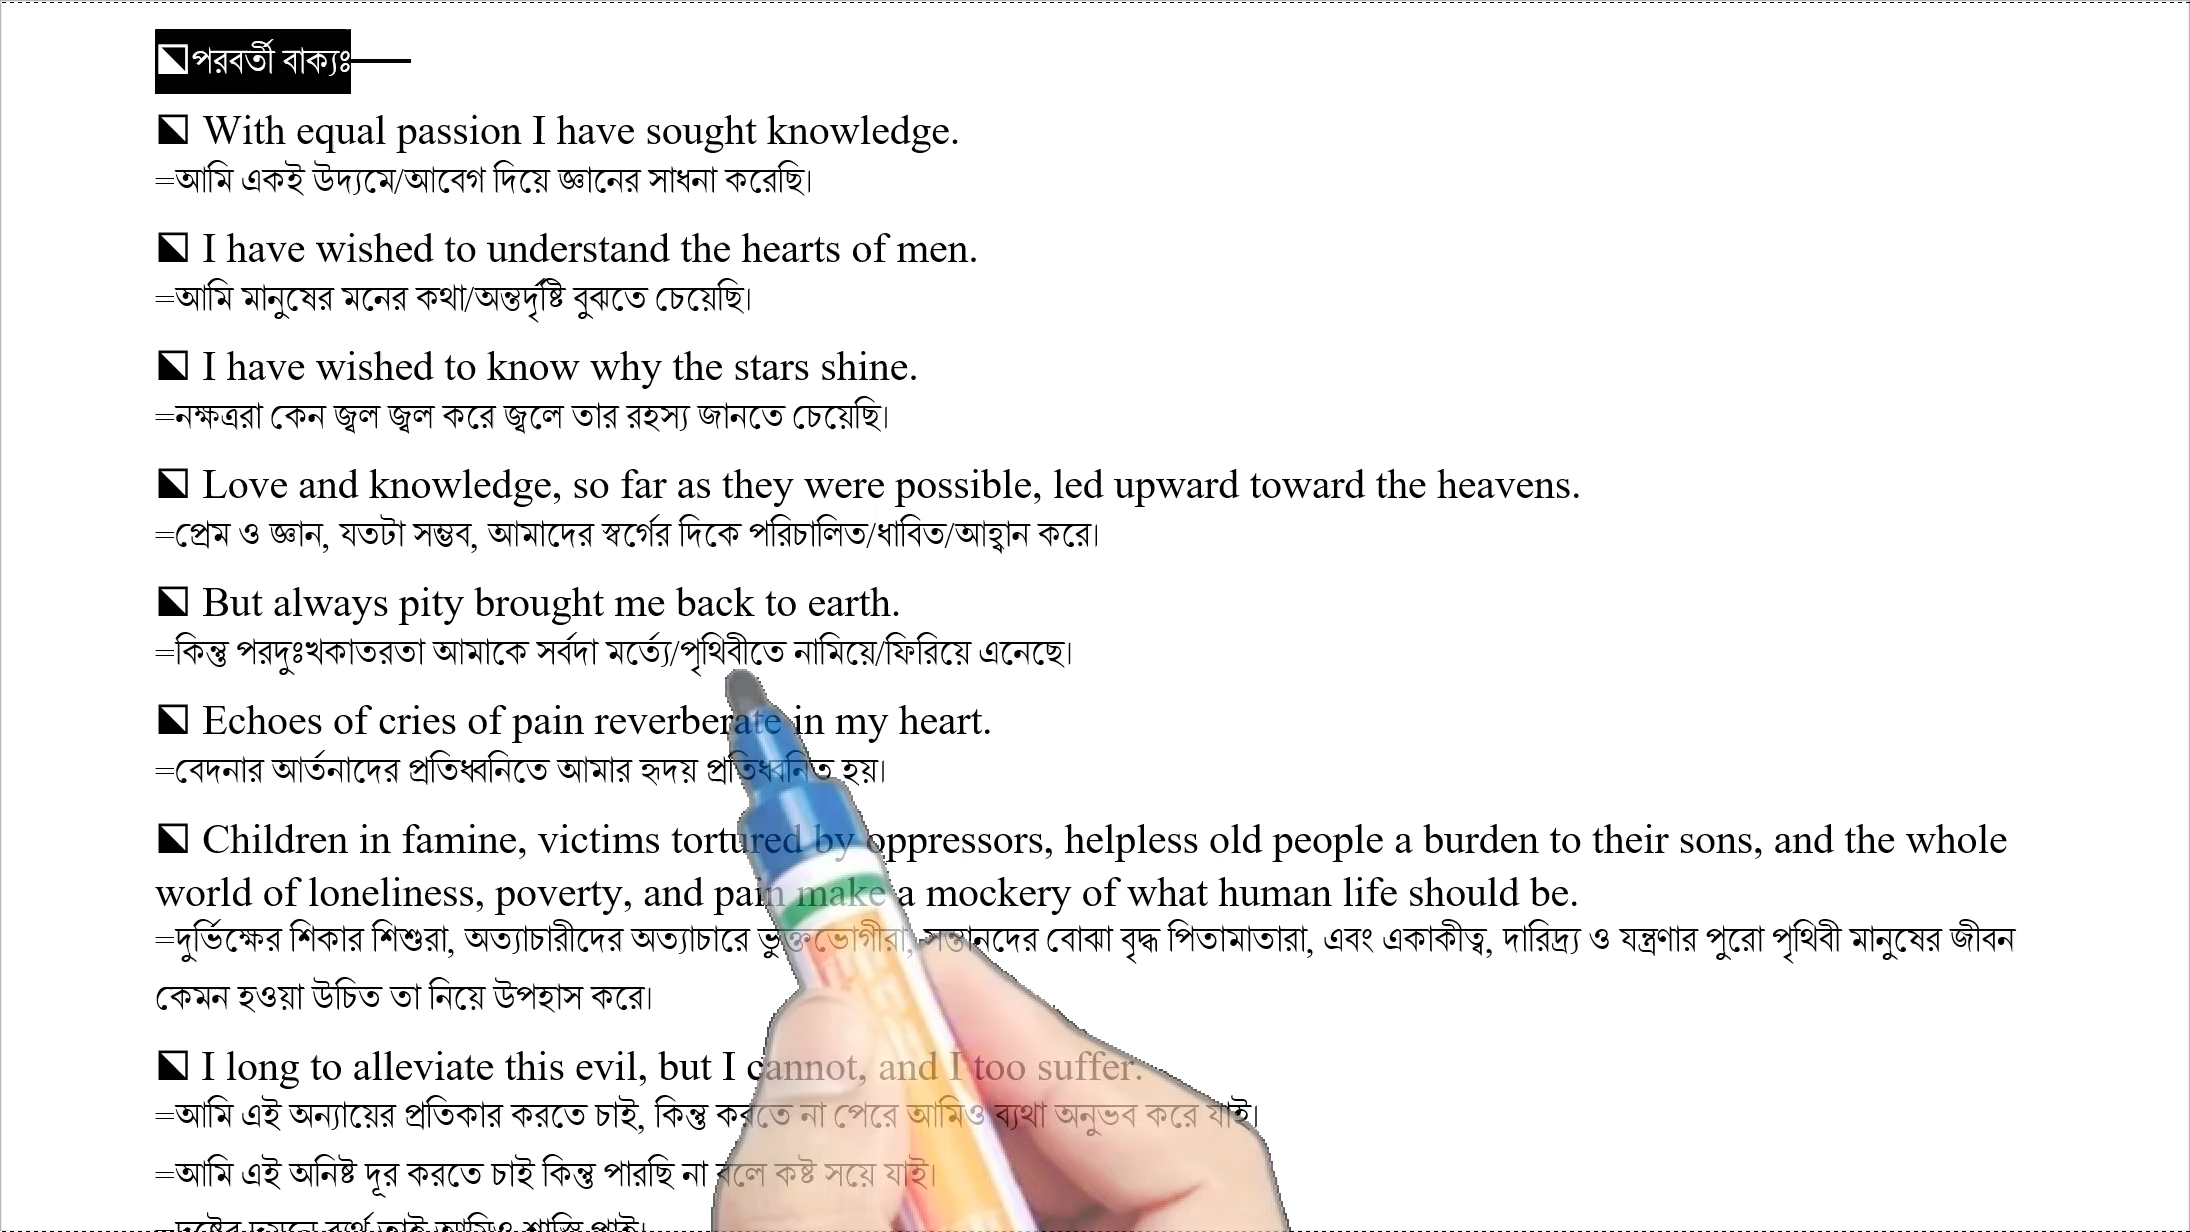 পরবর্তী বাক্যঃ
With equal passion I have sought knowledge.
=আমি একই উদ্যমে/আবেগ দিয়ে জ্ঞানের সাধনা করেছি।
I have wished to understand the hearts of men.
=আমি মানুষের মনের কথা/অন্তর্দৃষ্টি বুঝতে চেয়েছি।
I have wished to know why the stars shine.
=নক্ষত্ররা কেন জ্বল জ্বল করে জ্বলে তার রহস্য জানতে চেয়েছি।
Love and knowledge, so far as they were possible, led upward toward the heavens.
=প্রেম ও জ্ঞান, যতটা সম্ভব, আমাদের স্বর্গের দিকে পরিচালিত/ধাবিত/আহ্বান করে।
But always pity brought me back to earth.
=কিন্তু পরদুঃখকাতরতা আমাকে সর্বদা মর্ত্যে/পৃথিবীতে নামিয়ে/ফিরিয়ে এনেছে।
Echoes of cries of pain reverberate in my heart.
=বেদনার আর্তনাদের প্রতিধ্বনিতে আমার হৃদয় প্রতিধ্বনিত হয়।
Children in famine, victims tortured by oppressors, helpless old people a burden to their sons, and the whole
world of loneliness, poverty, and pain make a mockery of what human life should be.
=দুর্ভিক্ষের শিকার শিশুরা, অত্যাচারীদের অত্যাচারে ভুক্তভোগীরা, সন্তানদের বোঝা বৃদ্ধ পিতামাতারা, এবং একাকীত্ব, দারিদ্র্য ও যন্ত্রণার পুরো পৃথিবী মানুষের জীবন
কেমন হওয়া উচিত তা নিয়ে উপহাস করে।
I long to alleviate this evil, but I cannot, and I too suffer.
=আমি এই অন্যায়ের প্রতিকার করতে চাই, কিন্তু করতে না পেরে আমিও ব্যথা অনুভব করে যাই।
=আমি এই অনিষ্ট দূর করতে চাই কিন্তু পারছি না বলে কষ্ট সয়ে যাই।